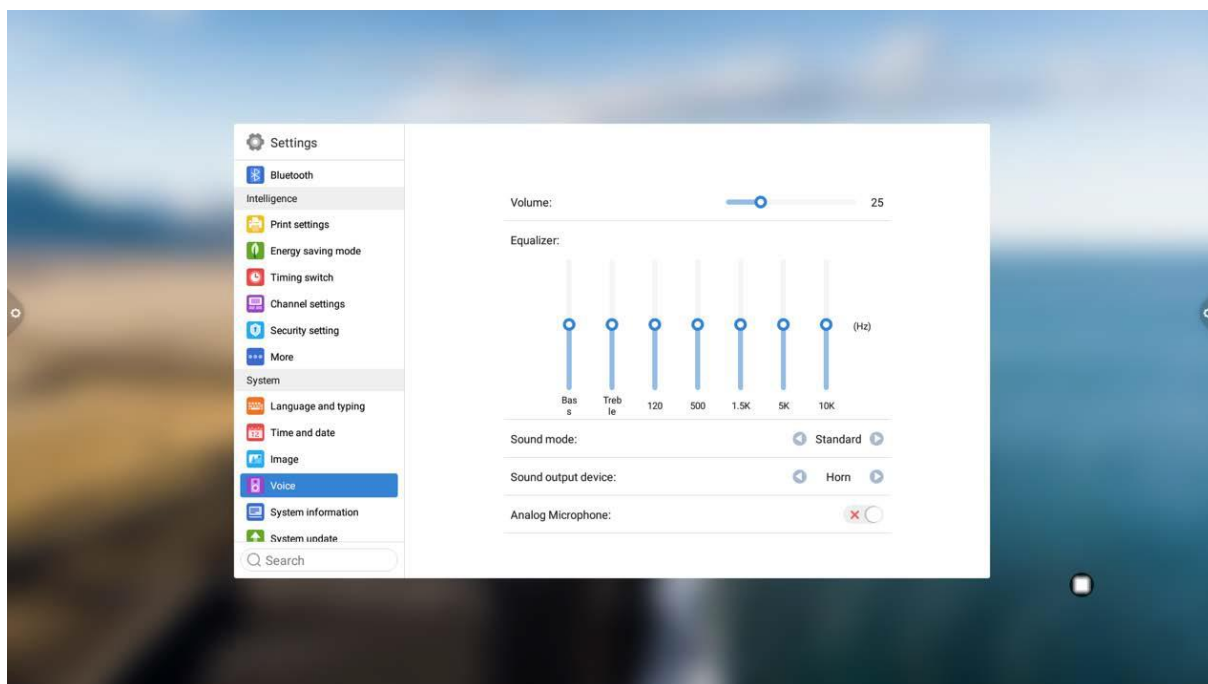 Settings
Bluetooth
Intelligence
Print settings
Energy saving mode
Timing switch
Channel settings
Security setting
More
System
Language and typing
Time and date
Image
Voice
System information
System update
Search
Volume:
25
Equalizer:
(Hz)
Bas
s
Treb
le
120
500
1.5K
5K
10K
Sound mode:
Standard
Sound output device:
Horn
Analog Microphone: